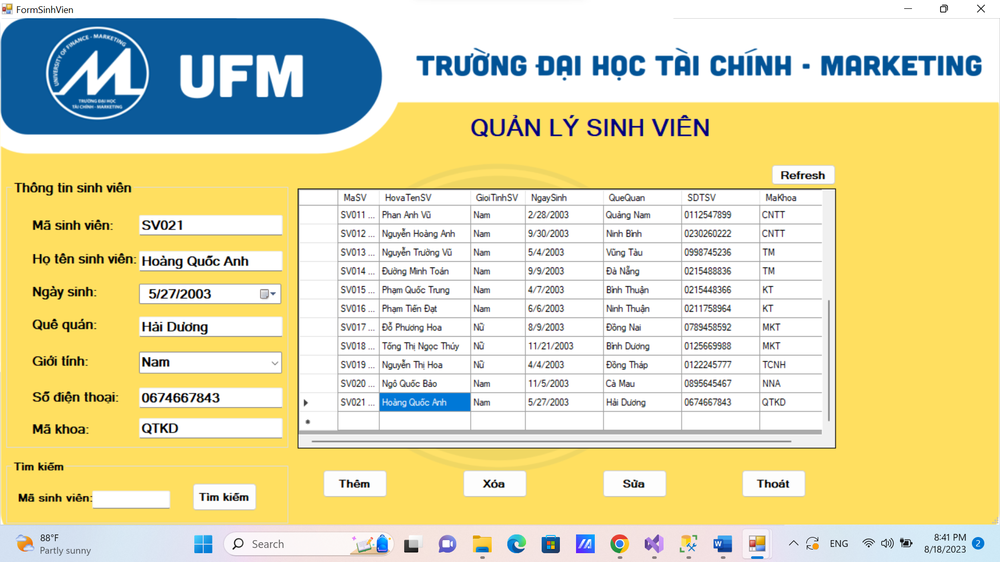 FormSinhVien
UNIVERSITY OF FINANCE - MARKETING
TRƯỜNG ĐẠI HỌC
TÀI CHÍNH - MARKETING
UFM
TRƯỜNG ĐẠI HỌC TÀI CHÍNH - MARKETING
QUẢN LÝ SINH VIÊN
Refresh
Thông tin sinh viên
Mã sinh viên: SV021
Họ tên sinh viên: Hoàng Quốc Anh
Ngày sinh: 5/27/2003
Quê quán: Hải Dương
Giới tính: Nam
Số điện thoại: 0674667843
Mã khoa: QTKD
MaSV HovaTenSV GioiTinhSV NgaySinh QueQuan SDTSV MaKhoa
SV011 ... Phan Anh Vũ Nam 2/28/2003 Quảng Nam 0112547899 CNTT
SV012 ... Nguyễn Hoàng Anh Nam 9/30/2003 Ninh Bình 0230260222 CNTT
SV013 ... Nguyễn Trường Vũ Nam 5/4/2003 Vũng Tàu 0998745236 TM
SV014 ... Đường Minh Toán Nam 9/9/2003 Đà Nẵng 0215488836 TM
SV015 ... Phạm Quốc Trung Nam 4/7/2003 Bình Thuận 0215448366 KT
SV016 ... Phạm Tiến Đạt Nam 6/6/2003 Ninh Thuận 0211758964 KT
SV017 ... Đỗ Phương Hoa Nữ 8/9/2003 Đồng Nai 0789458592 MKT
SV018 ... Tống Thị Ngọc Thúy Nữ 11/21/2003 Bình Dương 0125669988 MKT
SV019 ... Nguyễn Thị Hoa Nữ 4/4/2003 Đồng Tháp 0122245777 TCNH
SV020 ... Ngô Quốc Bảo Nam 11/5/2003 Cà Mau 0895645467 NNA
SV021 ... Hoàng Quốc Anh Nam 5/27/2003 Hải Dương 0674667843 QTKD
Tìm kiếm
Mã sinh viên: Tìm kiếm
Thêm Xóa Sửa Thoát
88°F
Partly sunny
Search
ENG
8:41 PM
8/18/2023
2